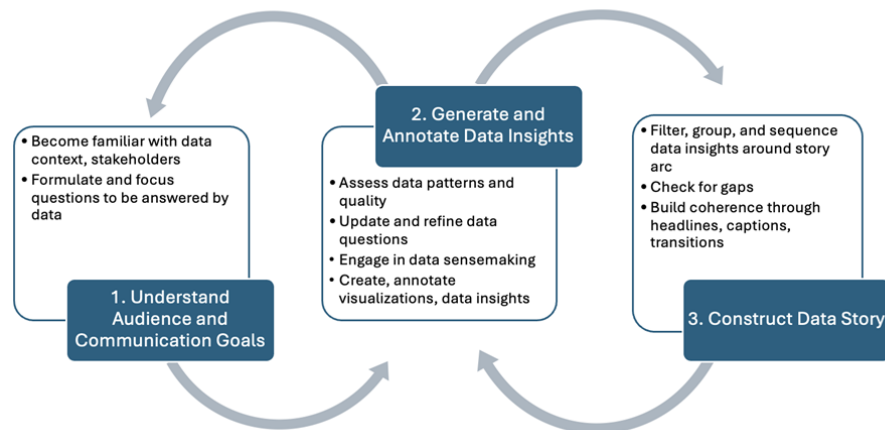 • Become familiar with data
context, stakeholders
• Formulate and focus
questions to be answered by
data
1. Understand
Audience and
Communication Goals
2. Generate and
Annotate Data Insights
• Assess data patterns and
quality
• Update and refine data
questions
• Engage in data sensemaking
• Create, annotate
visualizations, data insights
• Filter, group, and sequence
data insights around story
arc
• Check for gaps
• Build coherence through
headlines, captions,
transitions
3. Construct Data Story